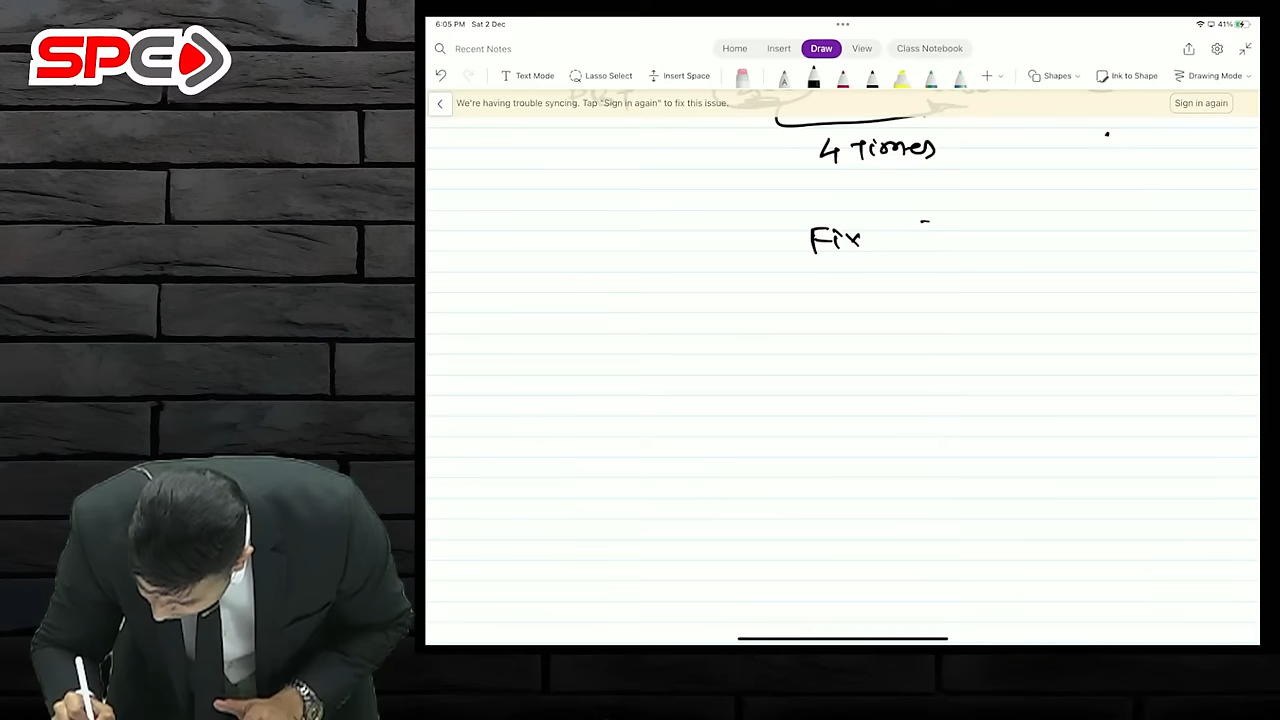 SPED
6:05 PM Sat 2 Dec
41%
Recent Notes
Home Insert Draw View Class Notebook
Text Mode Lasso Select Insert Space Shapes Ink to Shape Drawing Mode
We're having trouble syncing. Tap "Sign in again" to fix this issue. Sign in again
4 Times
Fix